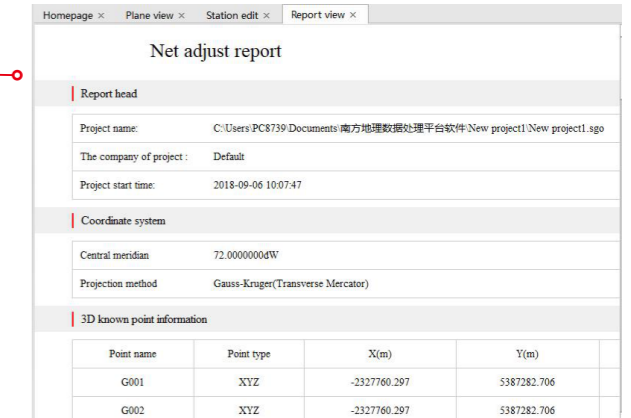 Homepage × Plane view × Station edit × Report view ×
Net adjust report
Report head
Project name: C:\Users\PC8739\Documents\南方地理数据处理平台软件\New project1\New project1.sgo
The company of project : Default
Project start time: 2018-09-06 10:07:47
Coordinate system
Central meridian 72.0000000dW
Projection method Gauss-Kruger(Transverse Mercator)
3D known point information
Point name Point type X(m) Y(m)
G001 XYZ -2327760.297 5387282.706
G002 XYZ -2327760.297 5387282.706